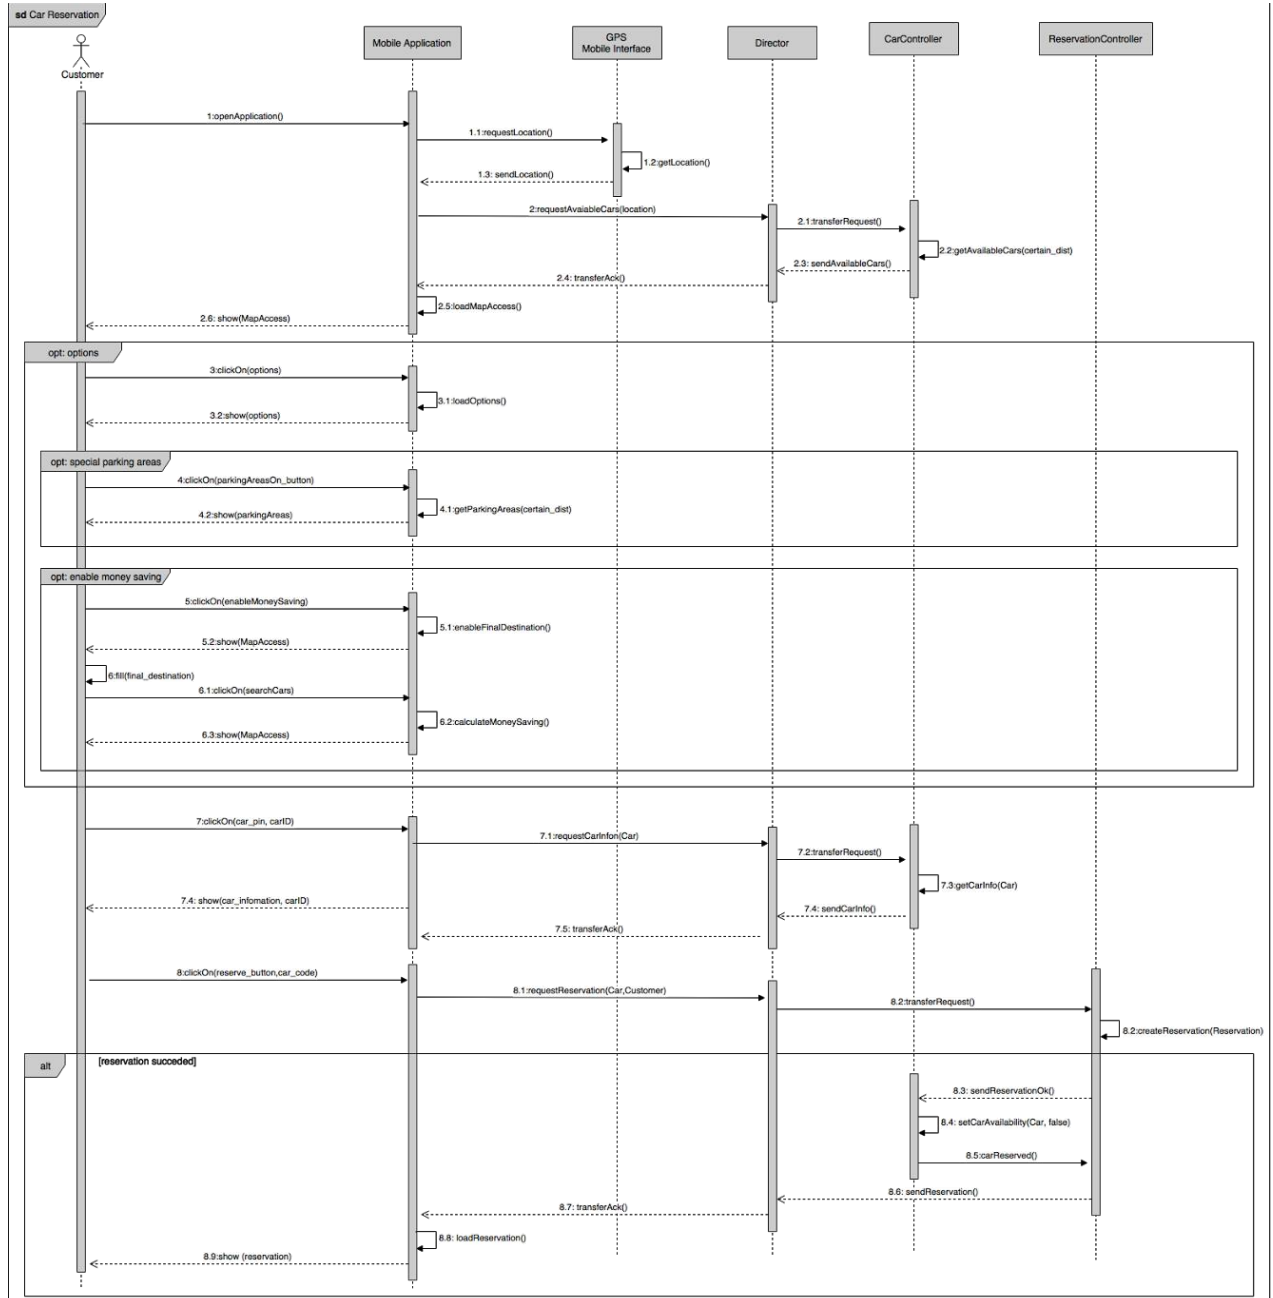 sd Car Reservation
Customer
Mobile Application
GPS
Mobile Interface
Director
CarController
ReservationController
1:openApplication()
1.1:requestLocation()
1.2:getLocation()
1.3: sendLocation()
2:requestAvaiableCars(location)
2.1:transferRequest()
2.2:getAvailableCars(certain_dist)
2.3: sendAvailableCars()
2.4: transferAck()
2.5:loadMapAccess()
2.6: show(MapAccess)
opt: options
3:clickOn(options)
3.1:loadOptions()
3.2:show(options)
opt: special parking areas
4:clickOn(parkingAreasOn_button)
4.1:getParkingAreas(certain_dist)
4.2:show(parkingAreas)
opt: enable money saving
5:clickOn(enableMoneySaving)
5.1:enableFinalDestination()
5.2:show(MapAccess)
6:fill(final_destination)
6.1:clickOn(searchCars)
6.2:calculateMoneySaving()
6.3:show(MapAccess)
7:clickOn(car_pin, carID)
7.1:requestCarInfon(Car)
7.2:transferRequest()
7.3:getCarInfo(Car)
7.4: show(car_infomation, carID)
7.4: sendCarInfo()
7.5: transferAck()
8:clickOn(reserve_button,car_code)
8.1:requestReservation(Car,Customer)
8.2:transferRequest()
8.2:createReservation(Reservation)
alt
[reservation succeded]
8.3: sendReservationOk()
8.4: setCarAvailability(Car, false)
8.5:carReserved()
8.6: sendReservation()
8.7: transferAck()
8.8: loadReservation()
8.9:show (reservation)